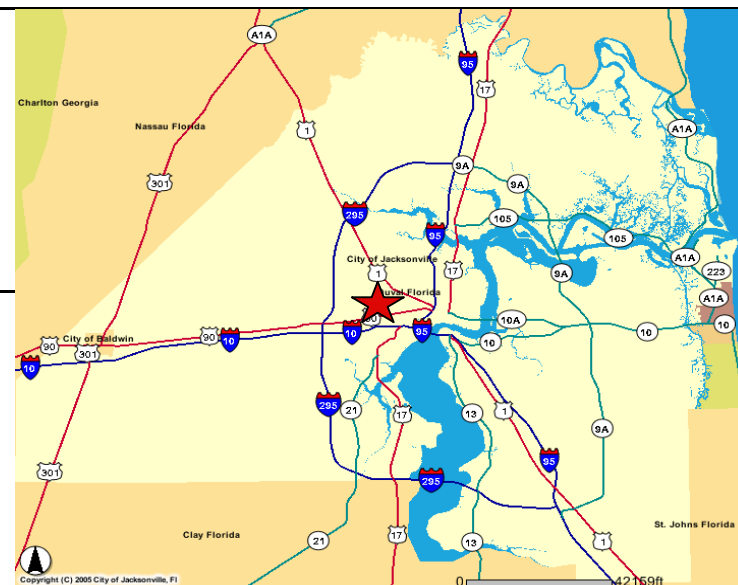 A1A
95
17
Charlton Georgia
Nassau Florida
1
A1A
301
9A
9A
295
105
95
105
City of Jacksonville
A1A
1
17
9A
223
Duval Florida
A1A
10A
90
90
10
95
10
10
City of Baldwin
10
10
301
10
295
21
17
13
1
9A
95
301
295
Clay Florida
St. Johns Florida
17
21
13
1
Copyright (C) 2005 City of Jacksonville, Fl
0
42159ft